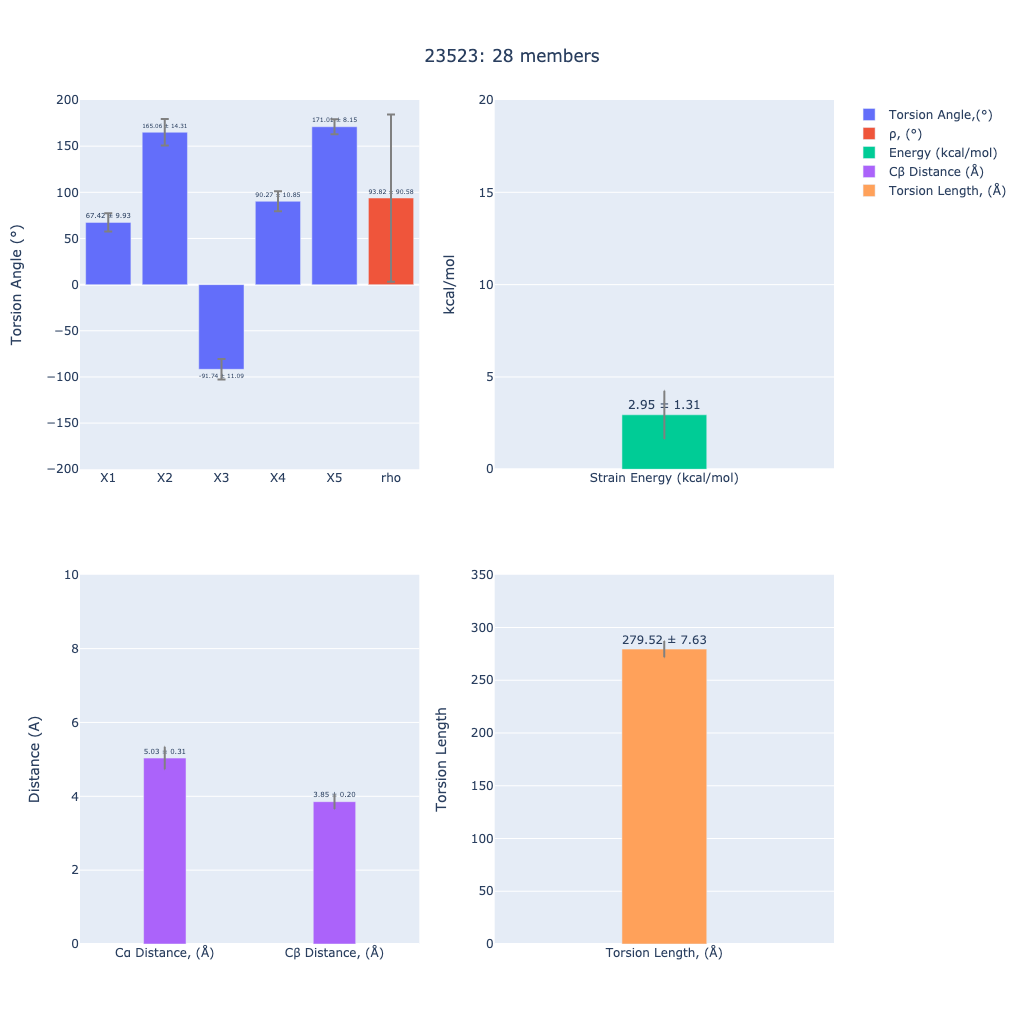 23523: 28 members
Torsion Angle (°)
200
150
100
50
0
−50
−100
−150
−200
67.42 ± 9.93
165.06 ± 14.31
-91.74 ± 11.09
90.27 ± 10.85
171.01 ± 8.15
93.82 ± 90.58
X1 X2 X3 X4 X5 rho
kcal/mol
20
15
10
5
0
2.95 ± 1.31
Strain Energy (kcal/mol)
Torsion Angle,(°)
ρ, (°)
Energy (kcal/mol)
Cβ Distance (Å)
Torsion Length, (Å)
Distance (A)
10
8
6
4
2
0
5.03 ± 0.31
3.85 ± 0.20
Cα Distance, (Å) Cβ Distance, (Å)
Torsion Length
350
300
250
200
150
100
50
0
279.52 ± 7.63
Torsion Length, (Å)